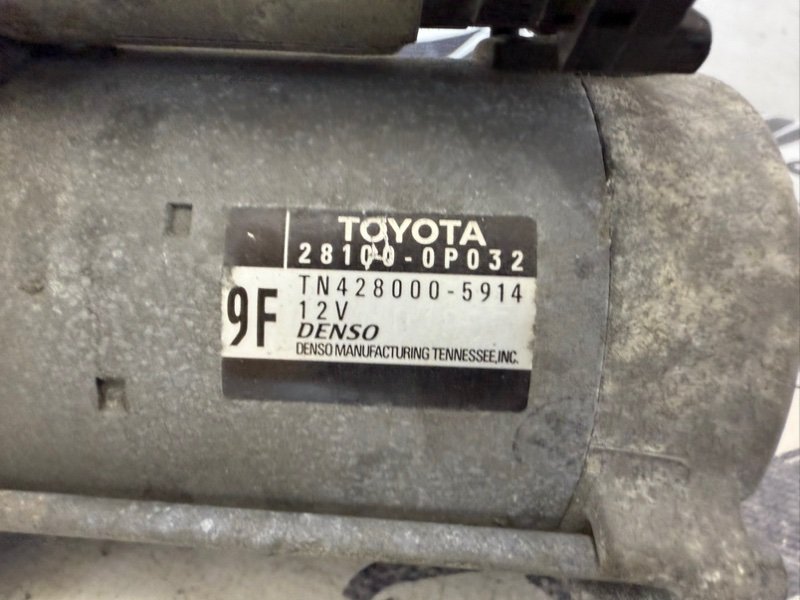 TOYOTA
28100-0P032
TN428000-5914
12V
9F
DENSO
DENSO MANUFACTURING TENNESSEE,INC.